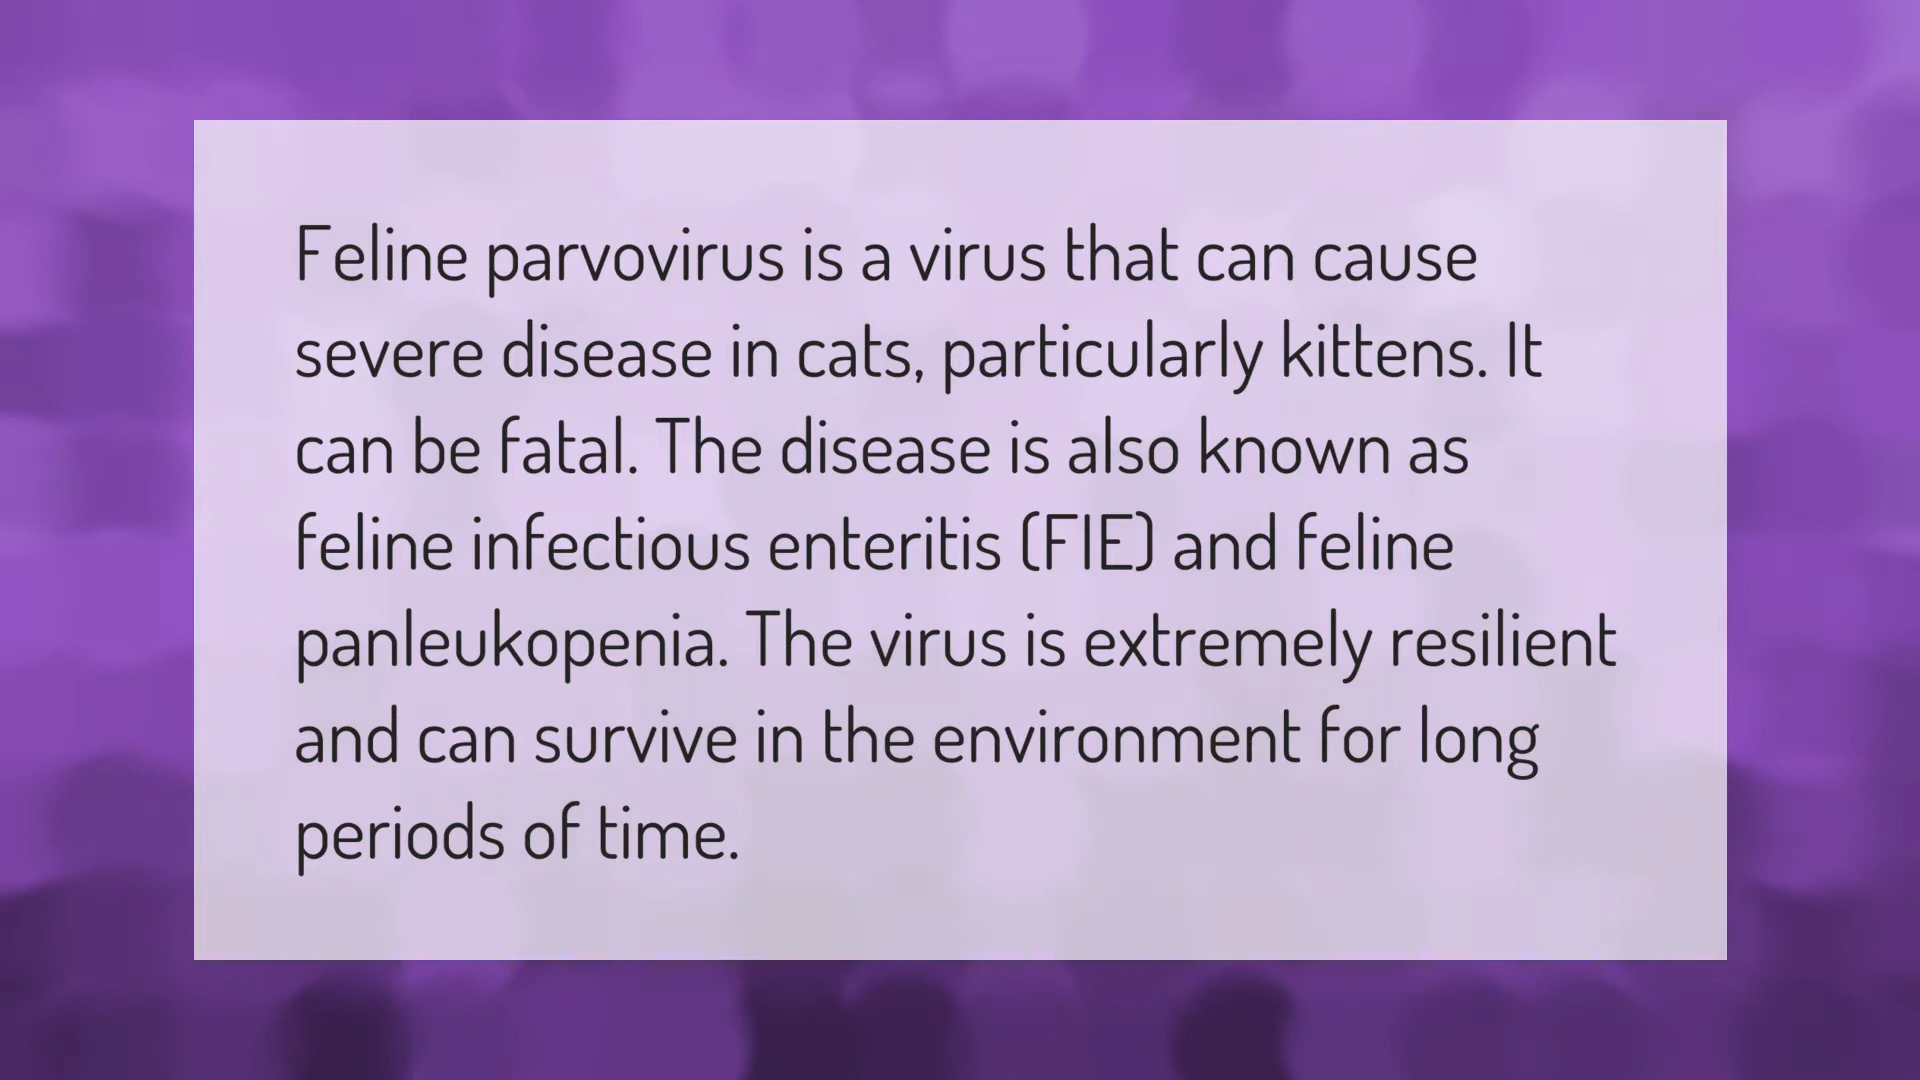 Feline parvovirus is a virus that can cause
severe disease in cats, particularly kittens. It
can be fatal. The disease is also known as
feline infectious enteritis (FIE) and feline
panleukopenia. The virus is extremely resilient
and can survive in the environment for long
periods of time.